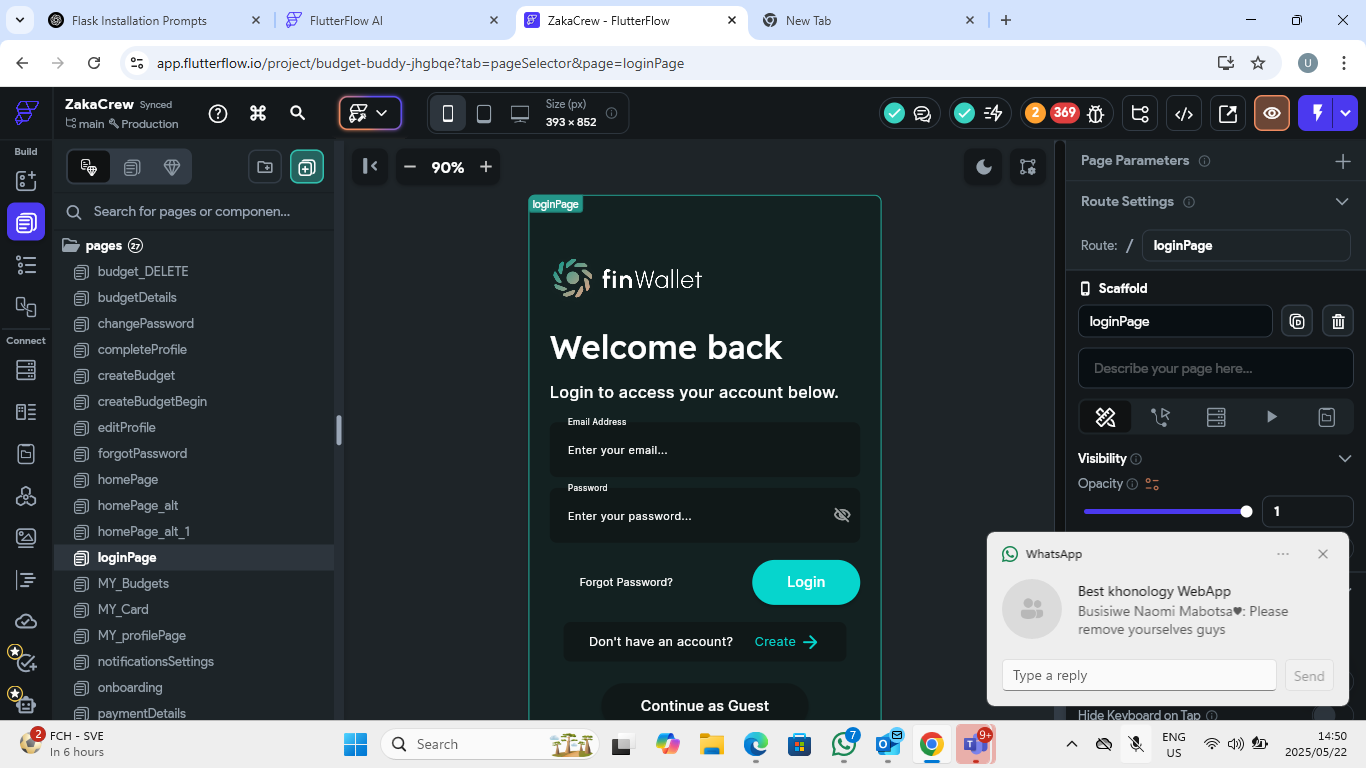 Flask Installation Prompts
FlutterFlow AI
ZakaCrew - FlutterFlow
New Tab
app.flutterflow.io/project/budget-buddy-jhgbqe?tab=pageSelector&page=loginPage
U
ZakaCrew Synced
main Production
Size (px)
393 × 852
2
369
Build
Connect
90%
Search for pages or componen...
pages 27
budget_DELETE
budgetDetails
changePassword
completeProfile
createBudget
createBudgetBegin
editProfile
forgotPassword
homePage
homePage_alt
homePage_alt_1
loginPage
MY_Budgets
MY_Card
MY_profilePage
notificationsSettings
onboarding
paymentDetails
loginPage
finWallet
Welcome back
Login to access your account below.
Email Address
Enter your email...
Password
Enter your password...
Forgot Password?
Login
Don't have an account? Create
Continue as Guest
Page Parameters
Route Settings
Route: / loginPage
Scaffold
loginPage
Describe your page here...
Visibility
Opacity
1
WhatsApp
Best khonology WebApp
Busisiwe Naomi Mabotsa♥: Please
remove yourselves guys
Type a reply
Send
Hide Keyboard on Tap
2
FCH - SVE
In 6 hours
Search
7
9+
ENG
US
14:50
2025/05/22